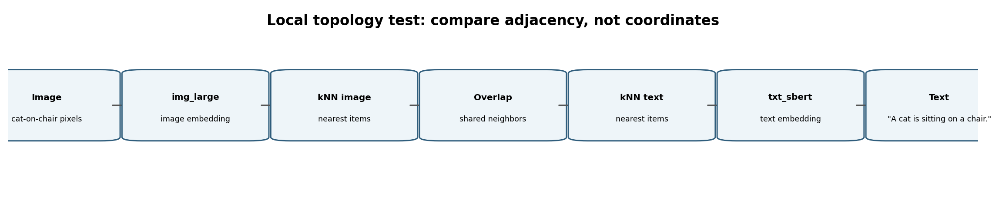 Local topology test: compare adjacency, not coordinates
Image
cat-on-chair pixels
img_large
image embedding
kNN image
nearest items
Overlap
shared neighbors
kNN text
nearest items
txt_sbert
text embedding
Text
"A cat is sitting on a chair."